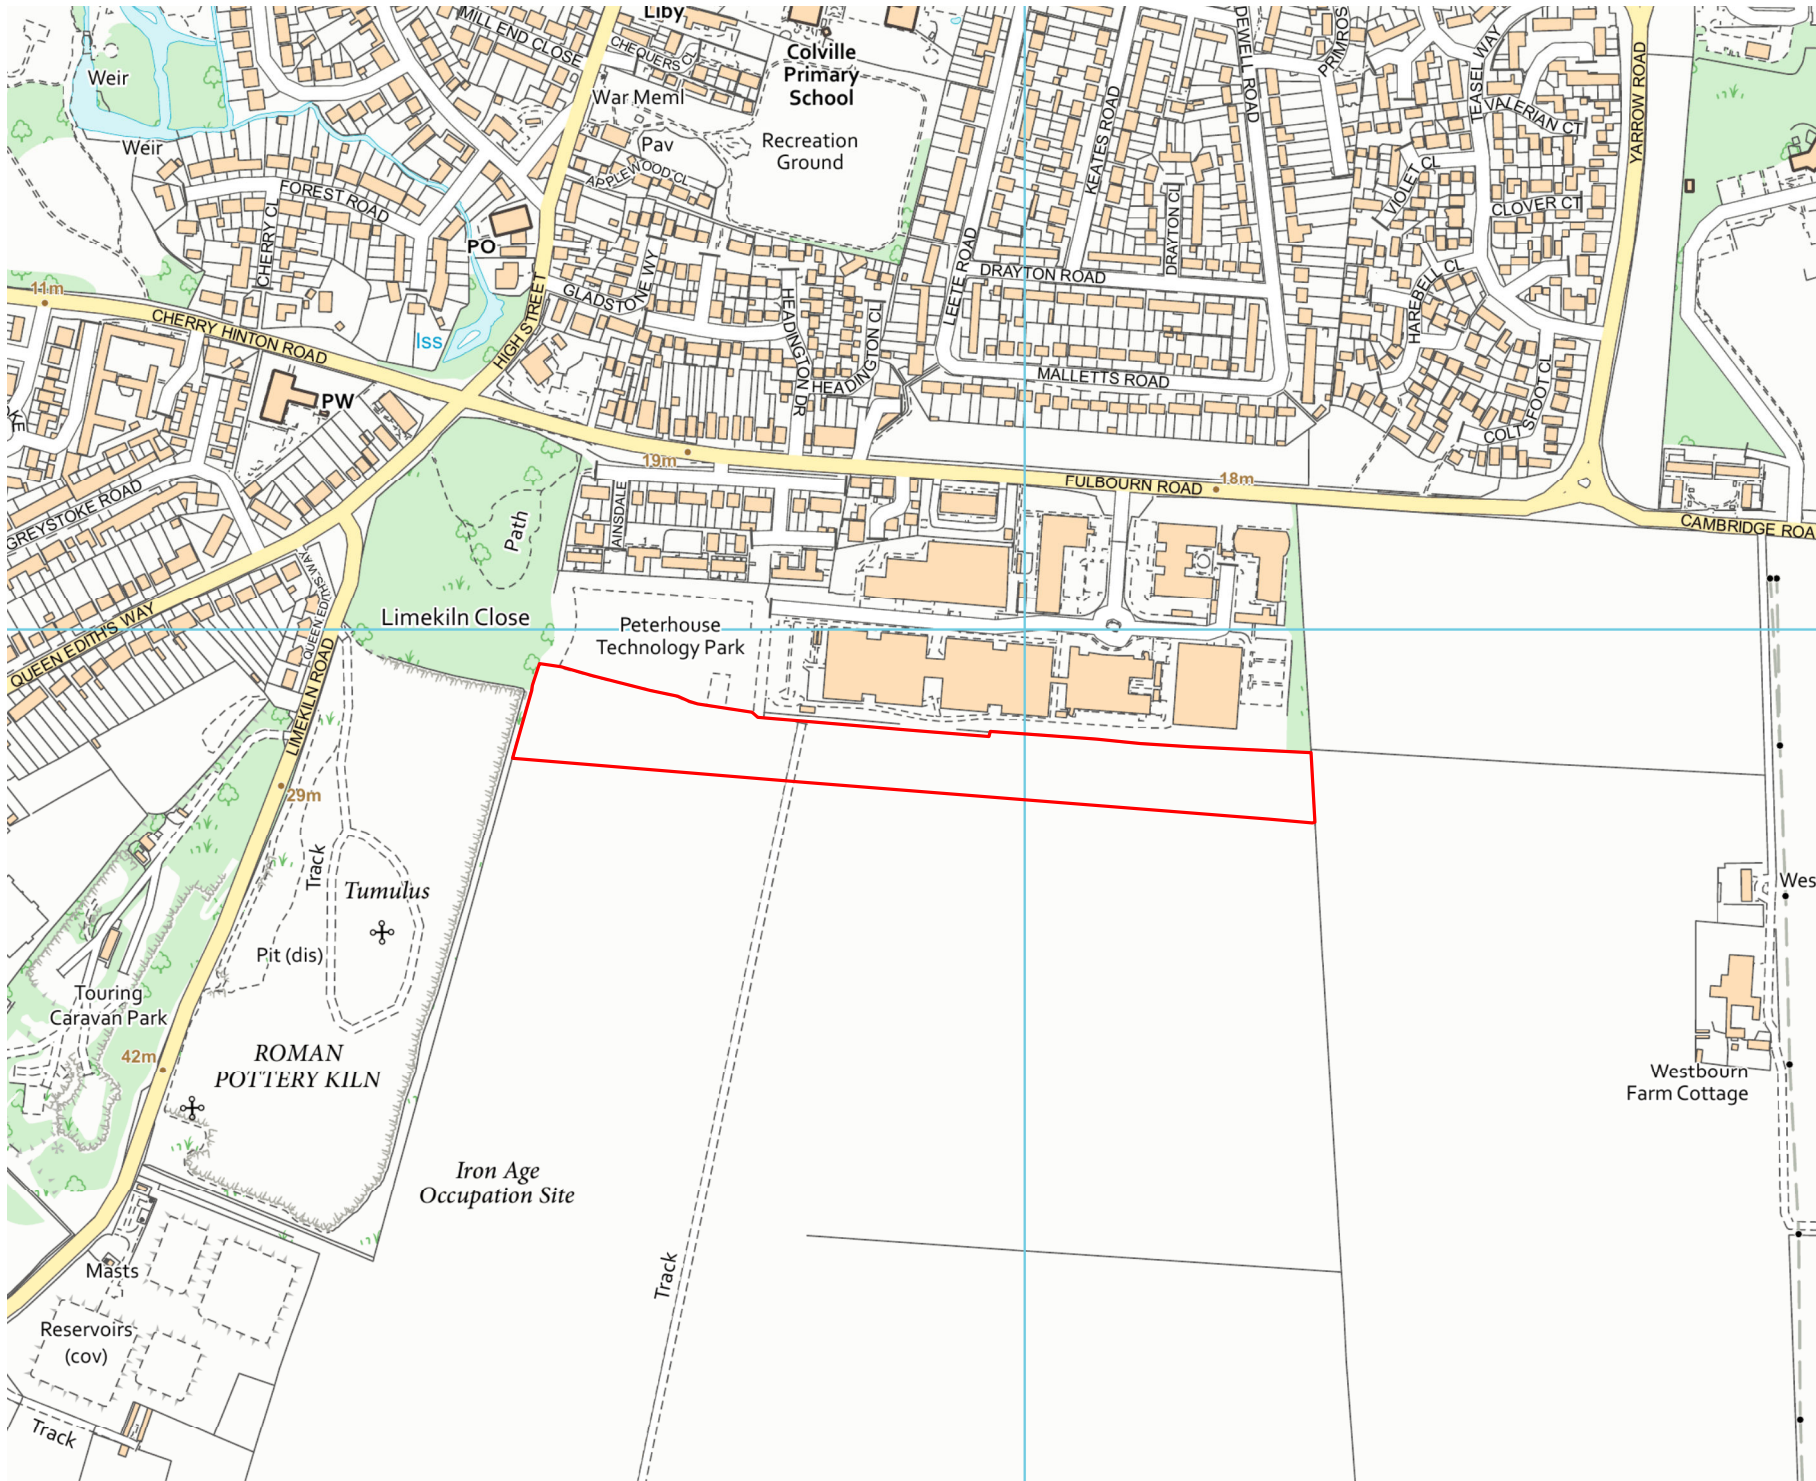 Liby
MILL END CLOSE
CHEQUERS CL
Colville
Primary
School
DEWELL ROAD
PRIMROS
TEASEL WAY
YARROW ROAD
Weir
War Meml
KEATES ROAD
VALERIAN CT
Weir
Pav
Recreation
Ground
APPLEWOOD CL
VIOLET CL
FOREST ROAD
CHERRY CL
CLOVER CT
PO
DRAYTON CL
LEETE ROAD
DRAYTON ROAD
GLADSTONE WY
HAREBELL CL
11m
CHERRY HINTON ROAD
HIGH STREET
HEADINGTON DR
HEADINGTON CL
Iss
HEADINGTON CL
MALLETTS ROAD
PW
KE
COLTSFOOT CL
19m
18m
FULBOURN ROAD
GREYSTOKE ROAD
Path
AINSDALE
CAMBRIDGE ROA
QUEEN EDITH'S WAY
QUEEN EDITH'S WAY
Limekiln Close
Peterhouse
Technology Park
LIMEKILN ROAD
29m
Track
Tumulus
Wes
Pit (dis)
Touring
Caravan Park
42m
ROMAN
POTTERY KILN
Westbourn
Farm Cottage
Iron Age
Occupation Site
Masts
Track
Reservoirs
(cov)
Track